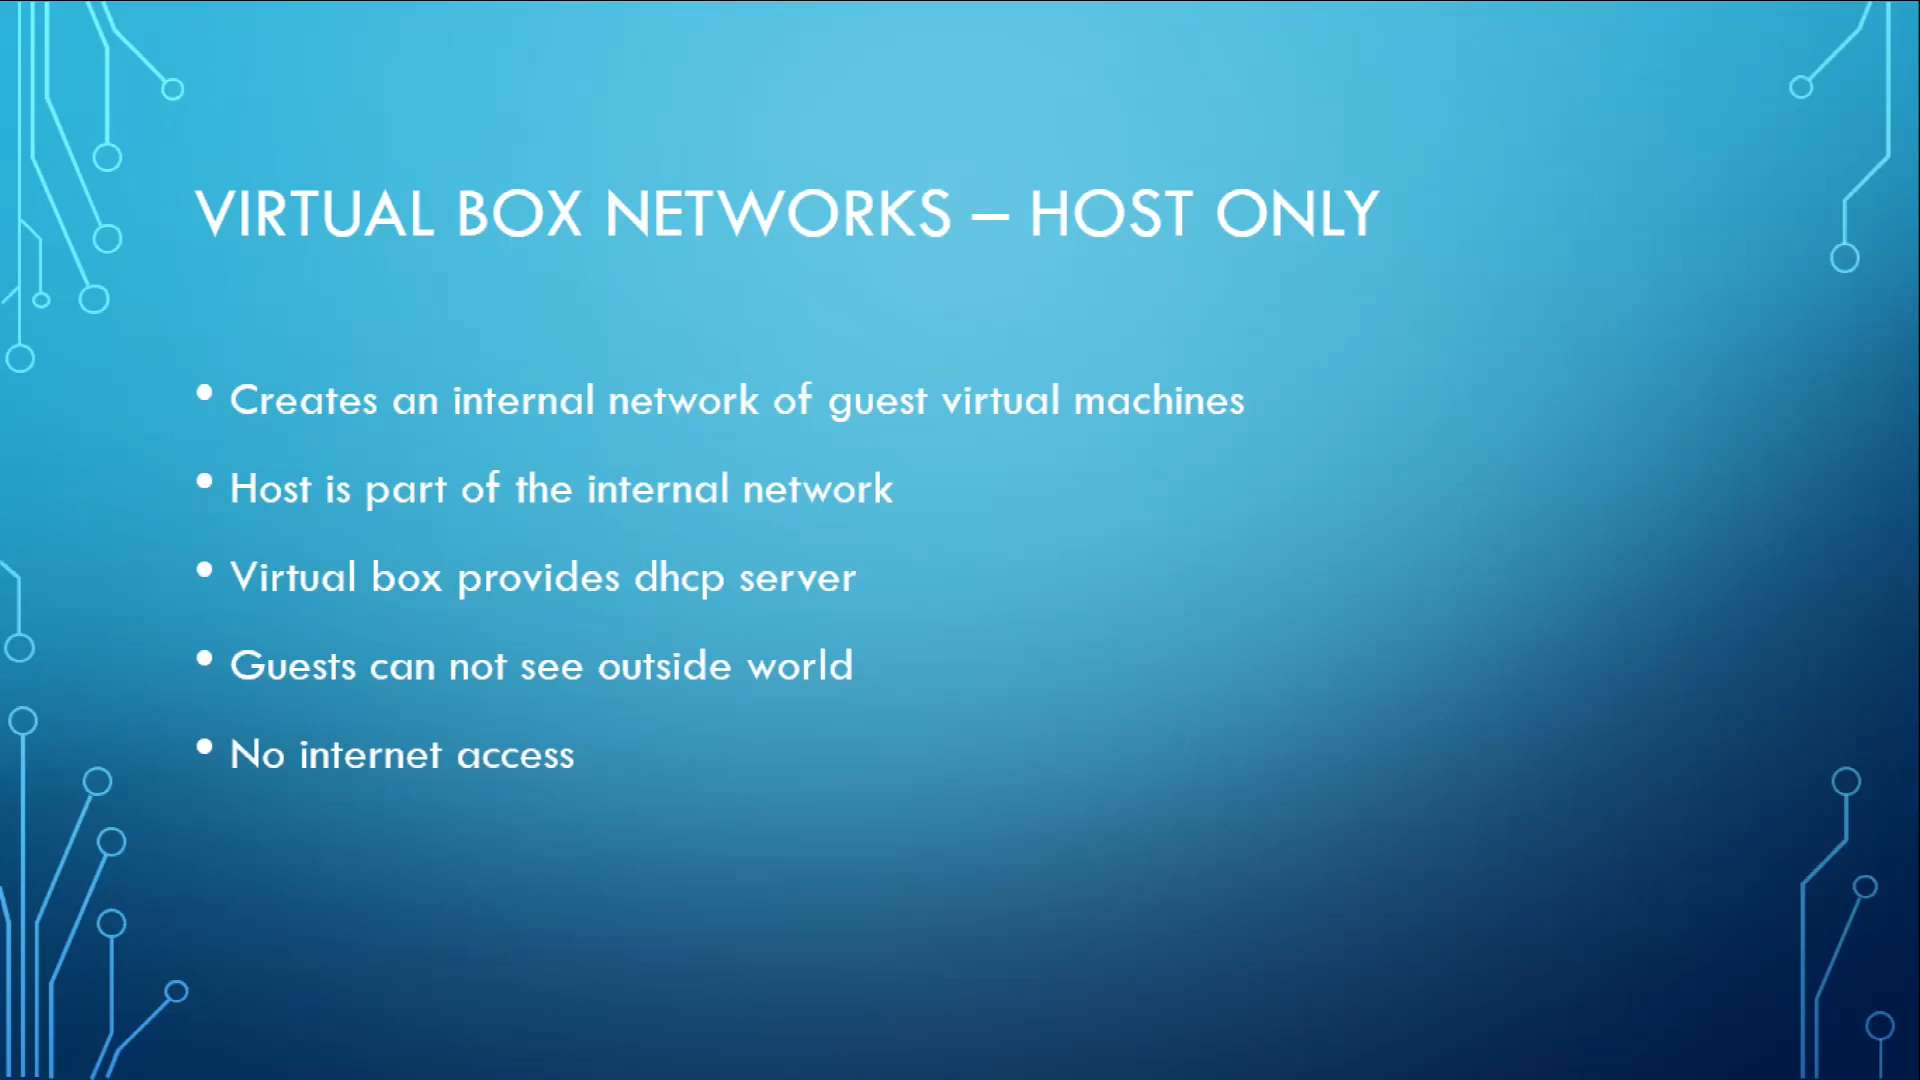 VIRTUAL BOX NETWORKS – HOST ONLY
• Creates an internal network of guest virtual machines
• Host is part of the internal network
• Virtual box provides dhcp server
• Guests can not see outside world
• No internet access